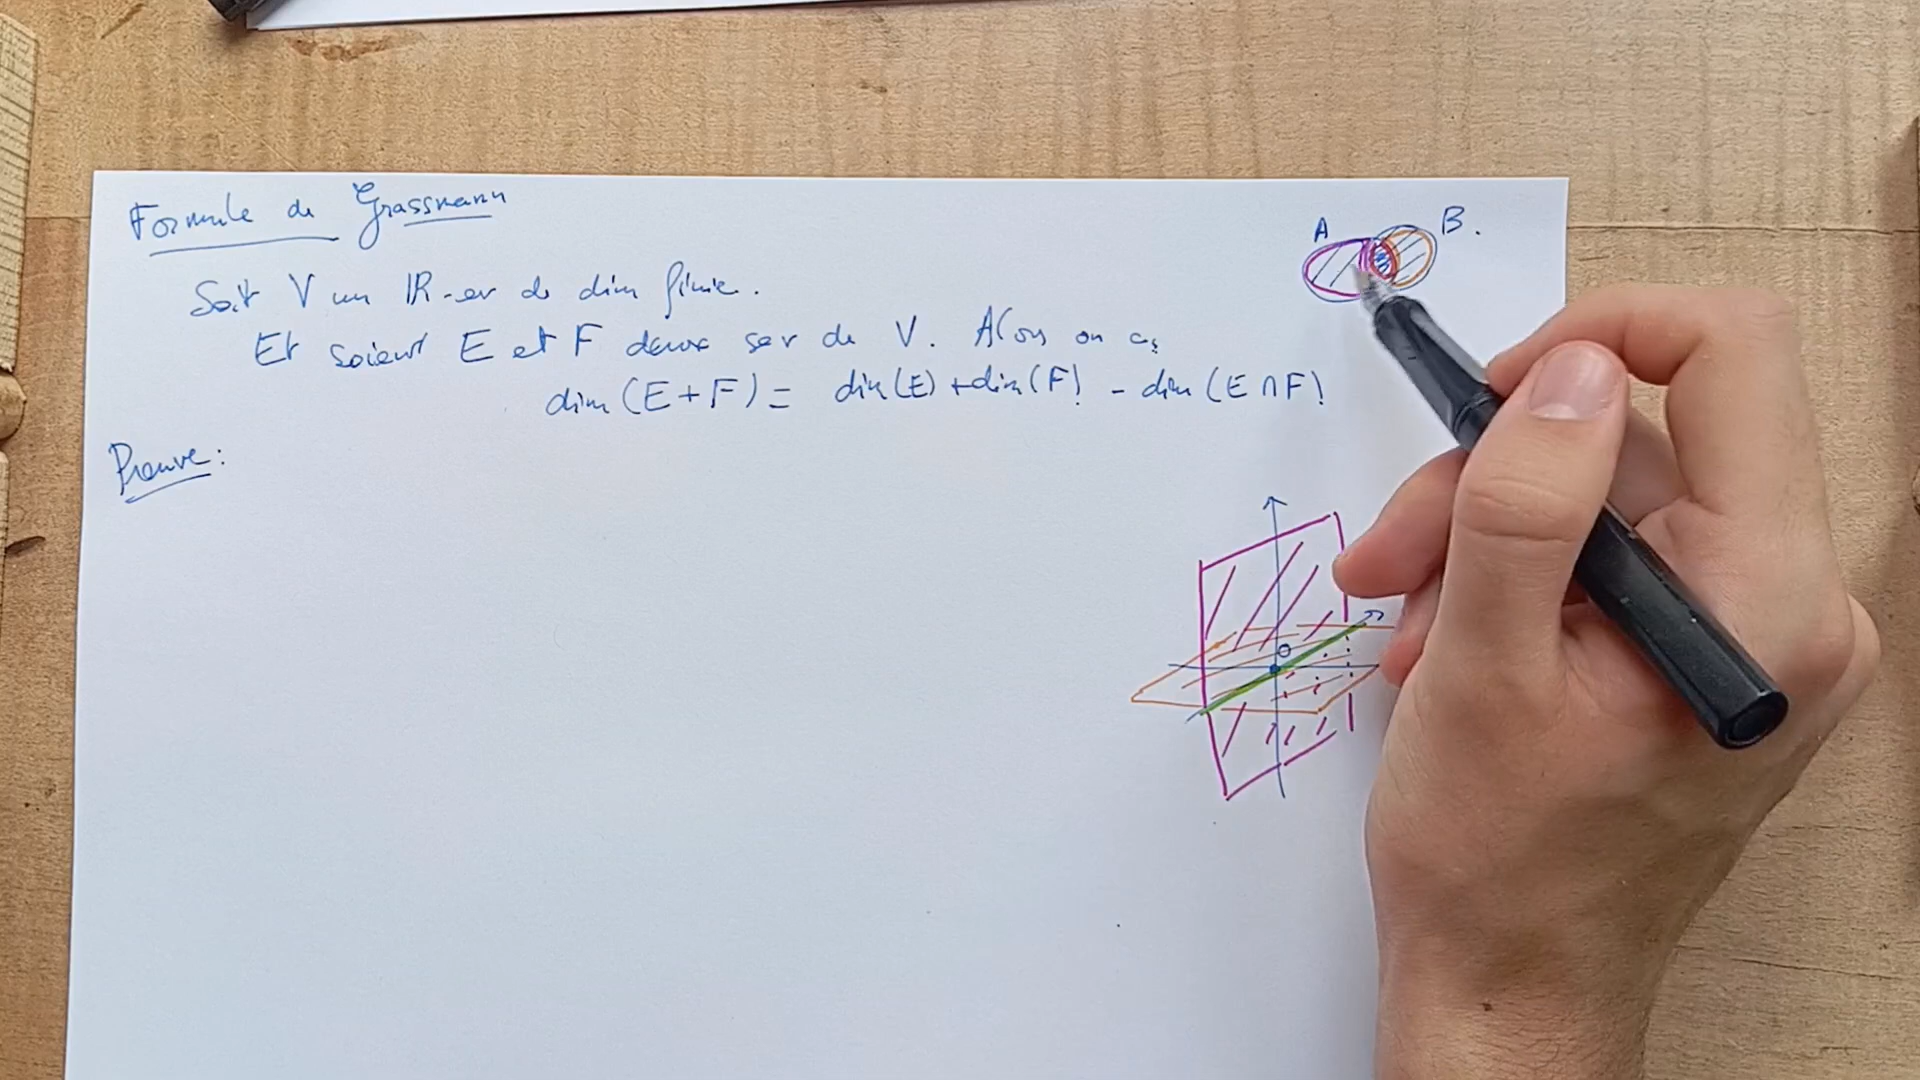 Formule de Grassmann
A B.
Soit V un IR-ev de dim finie.
Et soient E et F deux sev de V. Alors on a,
dim (E+F) = dim(E) + dim(F) - dim (E ∩ F)
Preuve:
O